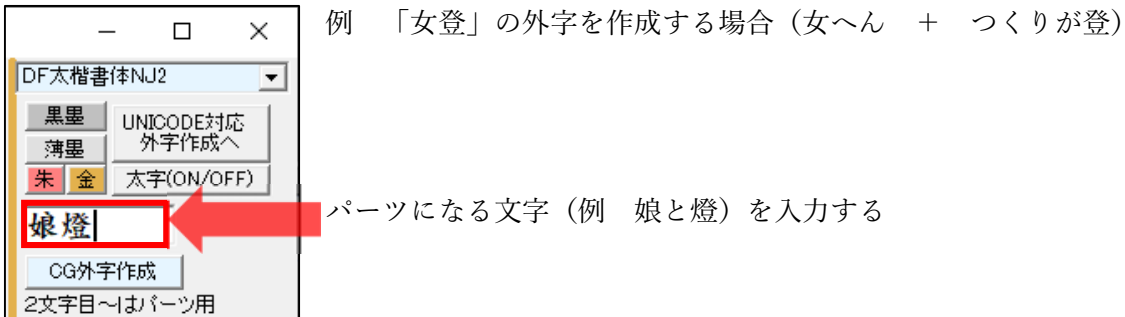 例　「女登」の外字を作成する場合（女へん　＋　つくりが登）
DF太楷書体NJ2
黒墨
薄墨
UNICODE対応
外字作成へ
朱 金 太字(ON/OFF)
娘燈
パーツになる文字（例　娘と燈）を入力する
CG外字作成
2文字目～はパーツ用